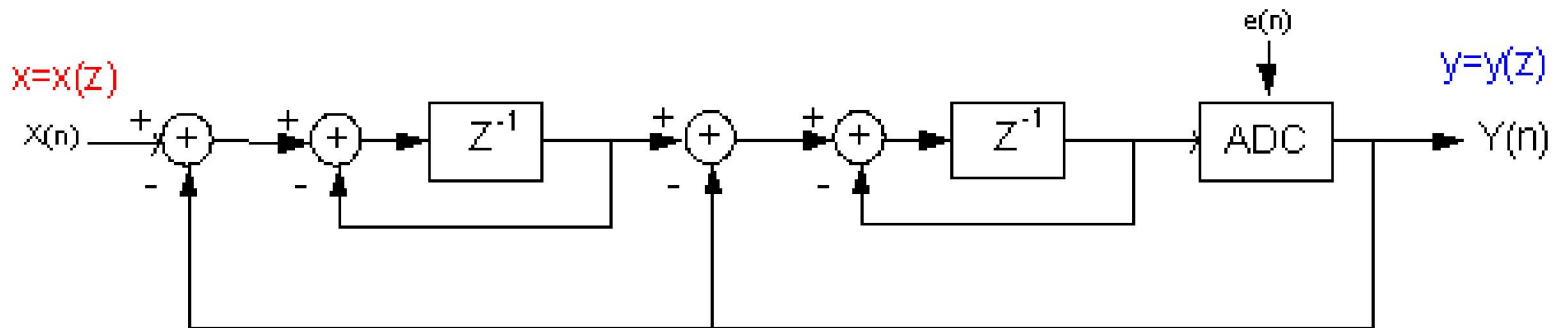 e(n)
x=x(z)
y=y(z)
X(n)
+
+
+
+
Z⁻¹
+
+
+
+
Z⁻¹
ADC
Y(n)
-
-
-
-